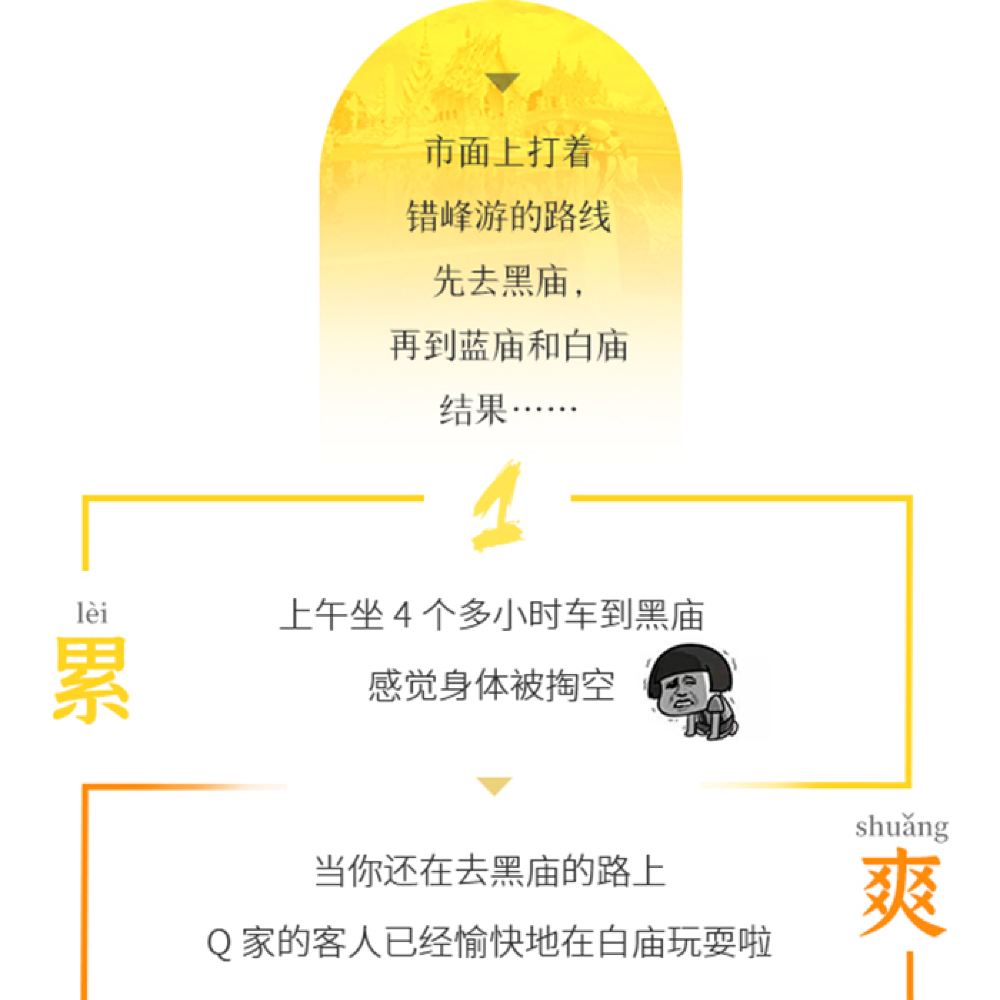 市面上打着
错峰游的路线
先去黑庙，
再到蓝庙和白庙
结果……
1
lèi
累
上午坐 4 个多小时车到黑庙
感觉身体被掏空
shuǎng
爽
当你还在去黑庙的路上
Q 家的客人已经愉快地在白庙玩耍啦